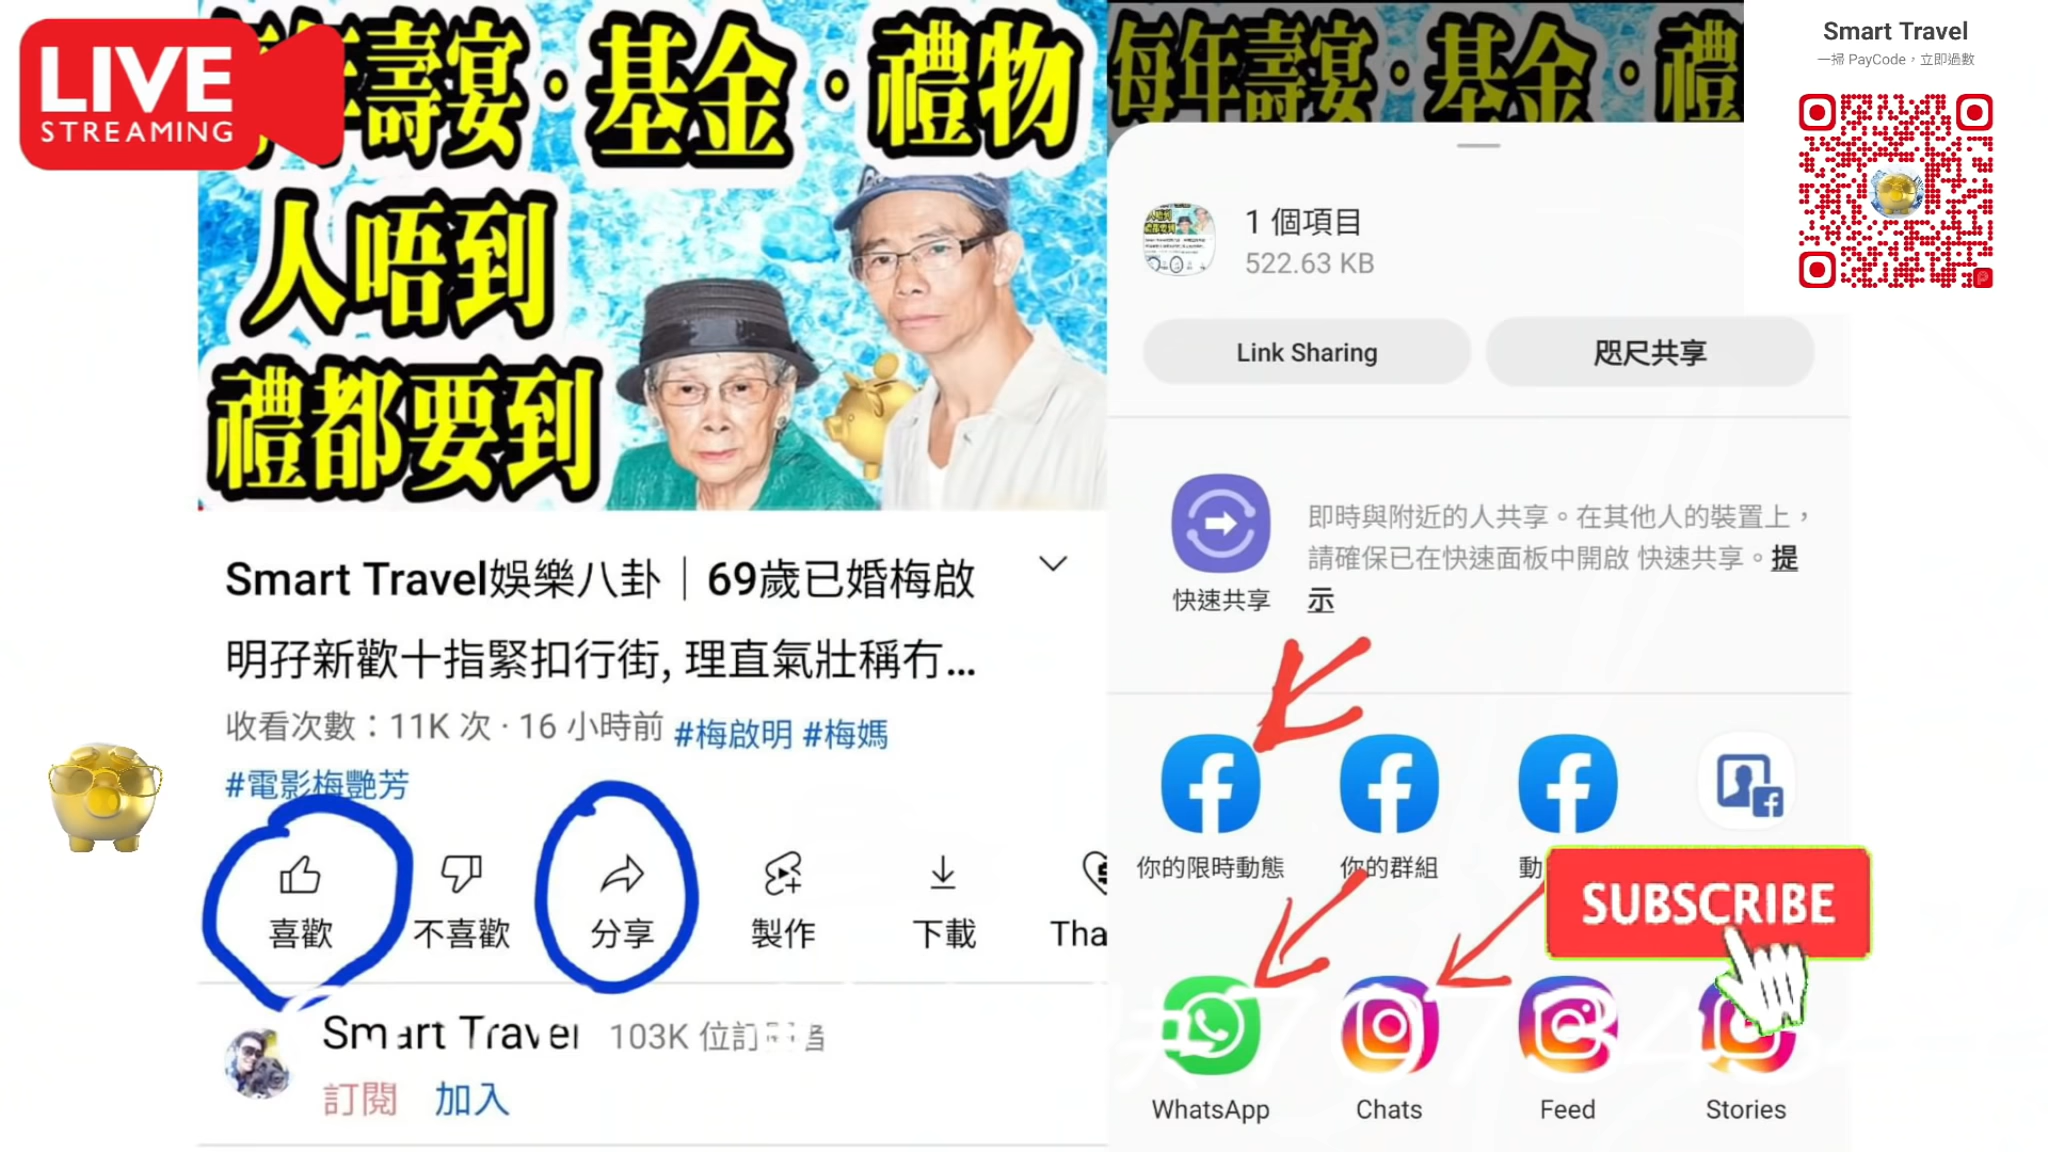 LIVE
STREAMING
年壽宴·基金·禮物
人唔到
禮都要到
Smart Travel娛樂八卦｜69歲已婚梅啟
明孖新歡十指緊扣行街, 理直氣壯稱冇...
收看次數：11K 次 · 16 小時前 #梅啟明 #梅媽
#電影梅艷芳
喜歡
不喜歡
分享
製作
下載
Tha
Smart Travel 103K 位訂閱者
訂閱 加入
每年壽宴·基金·禮
1 個項目
522.63 KB
Link Sharing
咫尺共享
快速共享
即時與附近的人共享。在其他人的裝置上，
請確保已在快速面板中開啟 快速共享。提
示
你的限時動態
你的群組
動
SUBSCRIBE
WhatsApp
Chats
Feed
Stories
Smart Travel
一掃 PayCode，立即過數